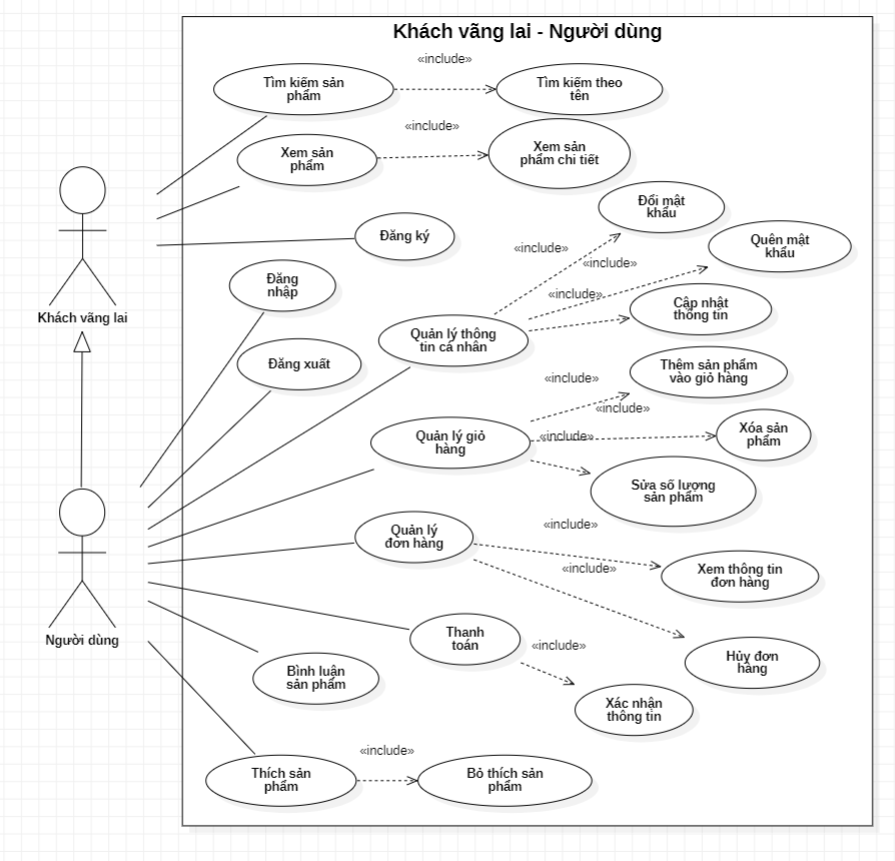 Khách vãng lai - Người dùng
«include»
Tìm kiếm sản
phẩm
Tìm kiếm theo
tên
«include»
Xem sản
phẩm
Xem sản
phẩm chi tiết
Đổi mật
khẩu
Đăng ký
«include»
Quên mật
khẩu
«include»
Đăng
nhập
«include»
Cập nhật
thông tin
Khách vãng lai
Quản lý thông
tin cá nhân
Đăng xuất
«include»
Thêm sản phẩm
vào giỏ hàng
«include»
Quản lý giỏ
hàng
«include»
Xóa sản
phẩm
Sửa số lượng
sản phẩm
«include»
Quản lý
đơn hàng
«include»
Xem thông tin
đơn hàng
Người dùng
Thanh
toán
«include»
Hủy đơn
hàng
Bình luận
sản phẩm
Xác nhận
thông tin
«include»
Thích sản
phẩm
Bỏ thích sản
phẩm